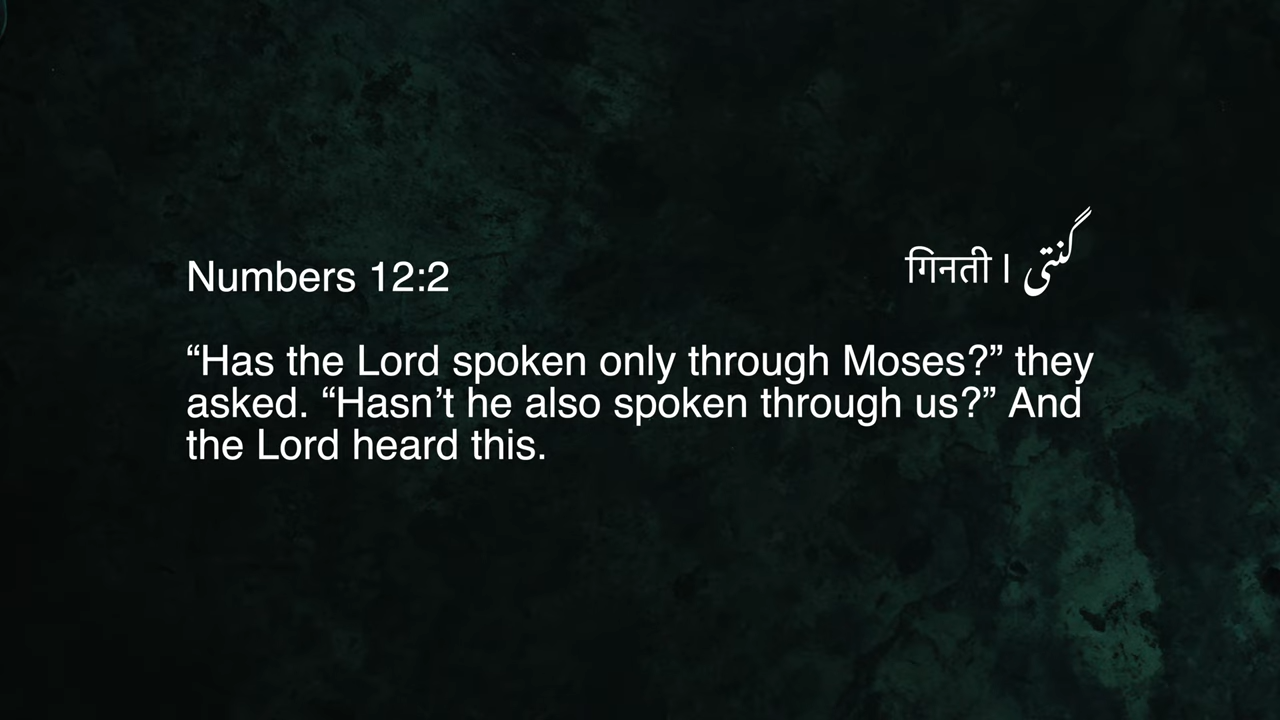 Numbers 12:2
गिनती | گنتی
“Has the Lord spoken only through Moses?” they
asked. “Hasn’t he also spoken through us?” And
the Lord heard this.